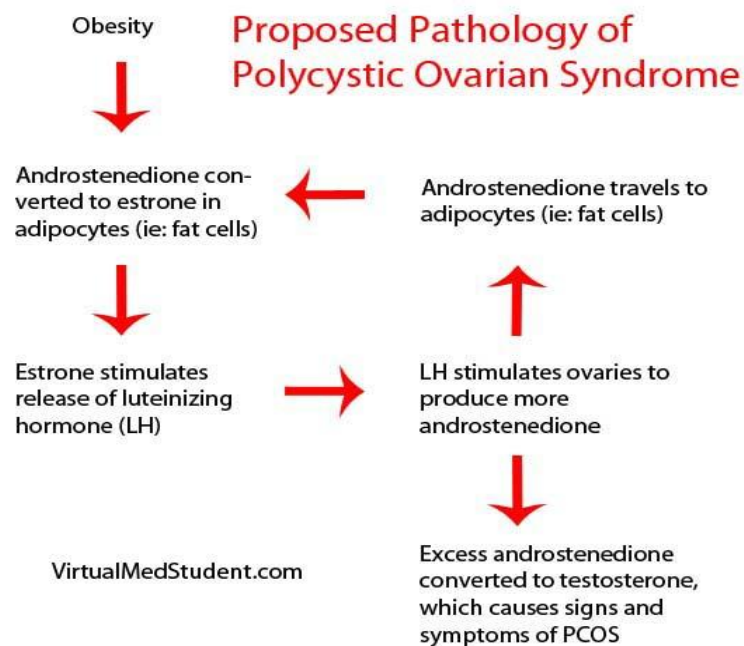 Obesity
Proposed Pathology of
Polycystic Ovarian Syndrome
Androstenedione con-
verted to estrone in
adipocytes (ie: fat cells)
Androstenedione travels to
adipocytes (ie: fat cells)
Estrone stimulates
release of luteinizing
hormone (LH)
LH stimulates ovaries to
produce more
androstenedione
VirtualMedStudent.com
Excess androstenedione
converted to testosterone,
which causes signs and
symptoms of PCOS